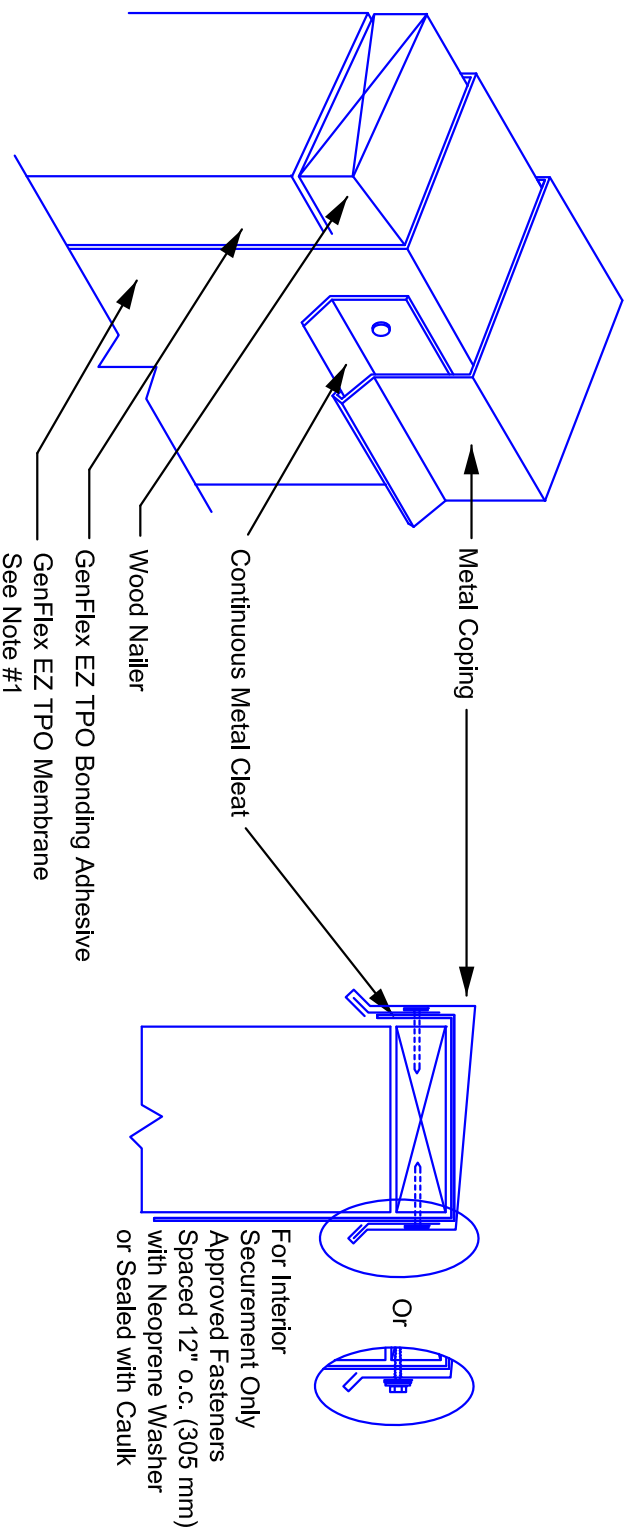 Metal Coping
Continuous Metal Cleat
Wood Nailer
GenFlex EZ TPO Bonding Adhesive
GenFlex EZ TPO Membrane
See Note #1
Or
For Interior
Securement Only
Approved Fasteners
Spaced 12" o.c. (305 mm)
with Neoprene Washer
or Sealed with Caulk